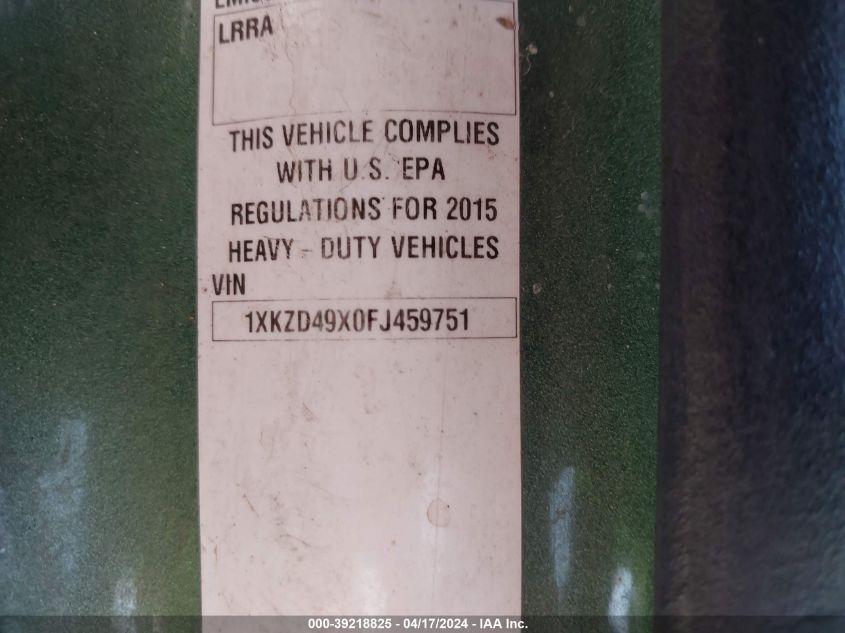 LRRA
THIS VEHICLE COMPLIES
WITH U.S. EPA
REGULATIONS FOR 2015
HEAVY - DUTY VEHICLES
VIN
1XKZD49X0FJ459751
000-39218825 - 04/17/2024 - IAA Inc.